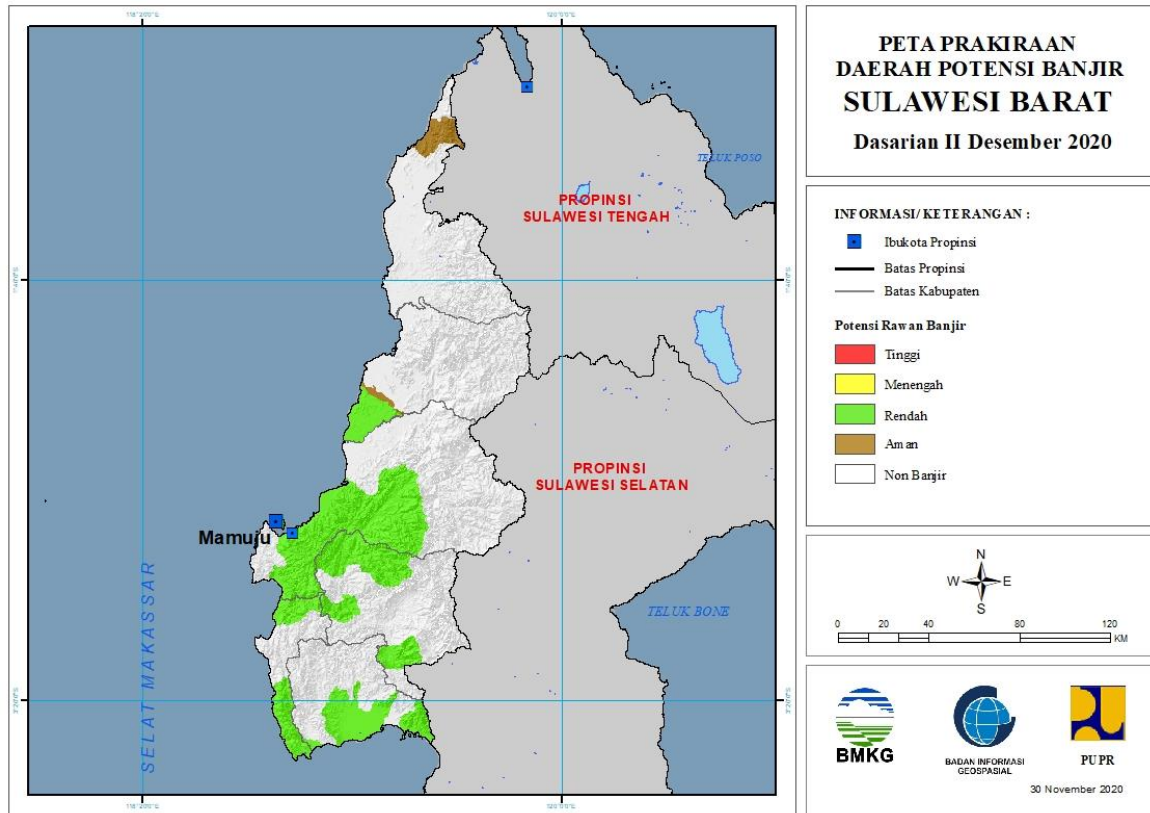 PETA PRAKIRAAN
DAERAH POTENSI BANJIR
SULAWESI BARAT
Dasarian II Desember 2020
INFORMASI/ KETERANGAN :
Ibukota Propinsi
Batas Propinsi
Batas Kabupaten
Potensi Rawan Banjir
Tinggi
Menengah
Rendah
Aman
Non Banjir
N
W E
S
0 20 40 80 120
KM
BMKG
BADAN INFORMASI
GEOSPASIAL
PUPR
30 November 2020
TELUK POSO
PROPINSI
SULAWESI TENGAH
PROPINSI
SULAWESI SELATAN
Mamuju
TELUK BONE
SELAT MAKASSAR